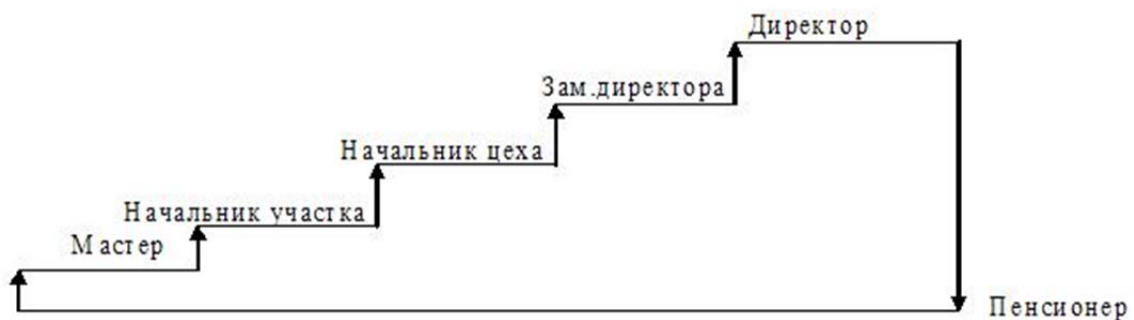 Директор
Зам.директора
Начальник цеха
Начальник участка
Мастер
Пенсионер